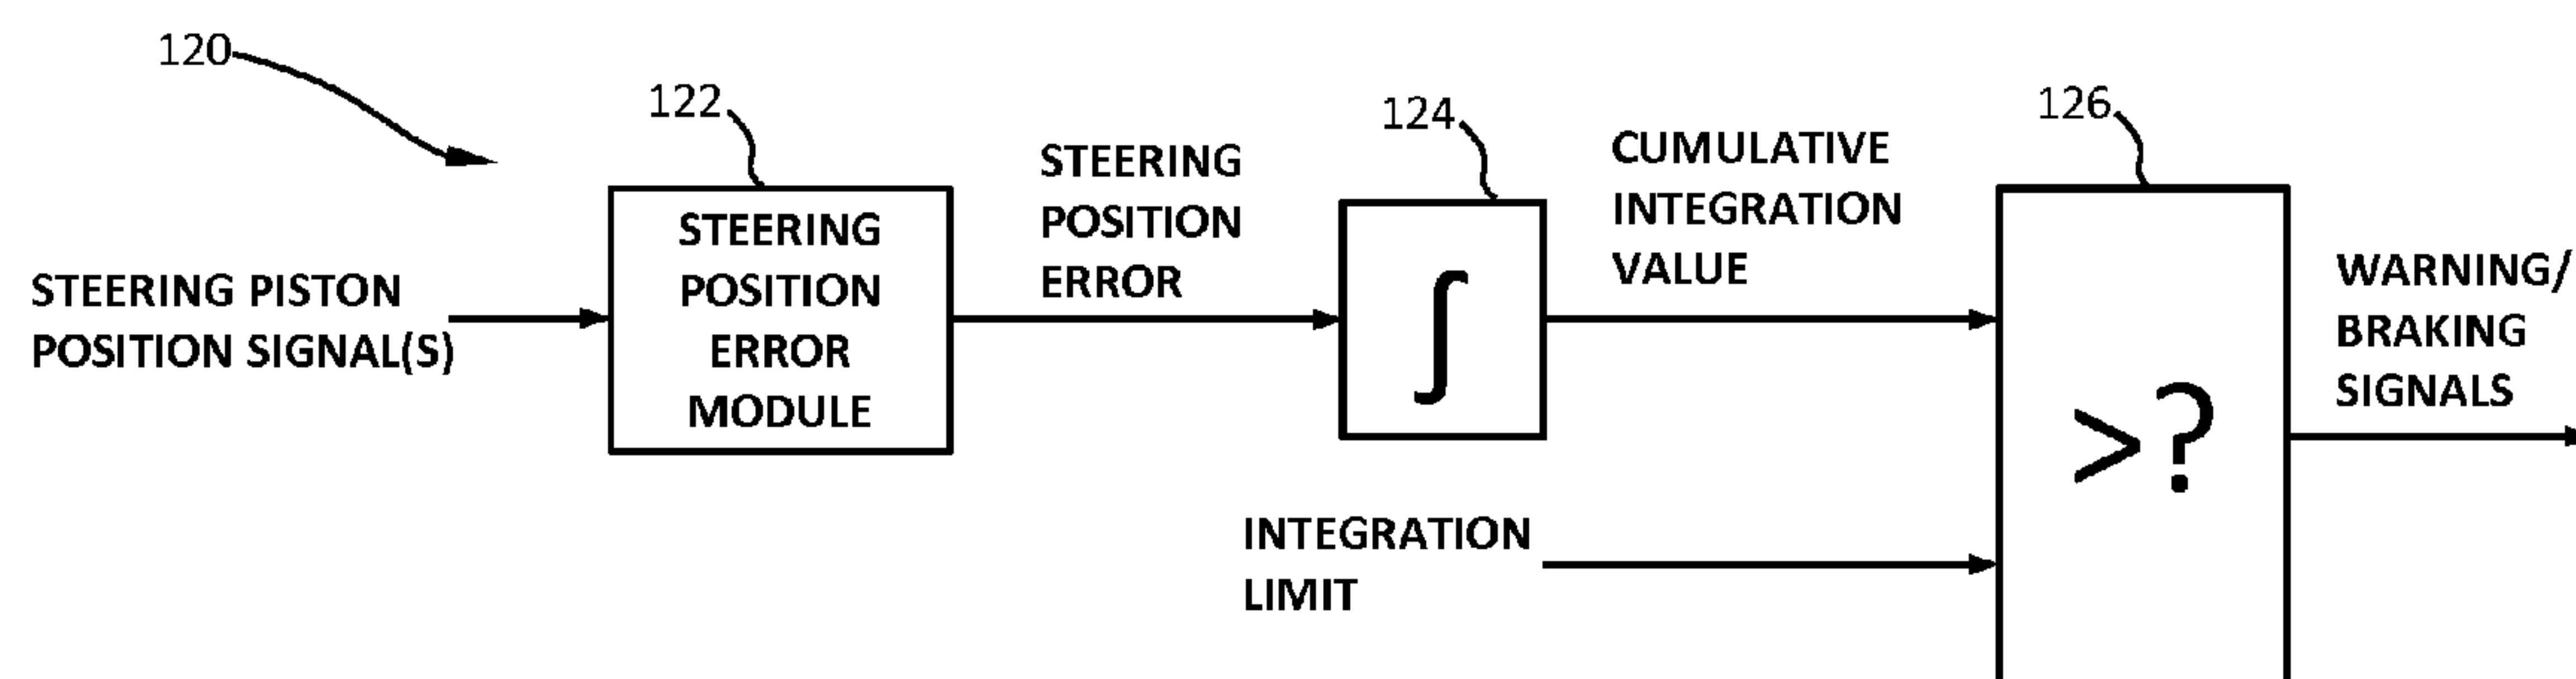 120
122
STEERING
POSITION
ERROR
MODULE
STEERING PISTON
POSITION SIGNAL(S)
STEERING
POSITION
ERROR
124
∫
CUMULATIVE
INTEGRATION
VALUE
INTEGRATION
LIMIT
126
>?
WARNING/
BRAKING
SIGNALS